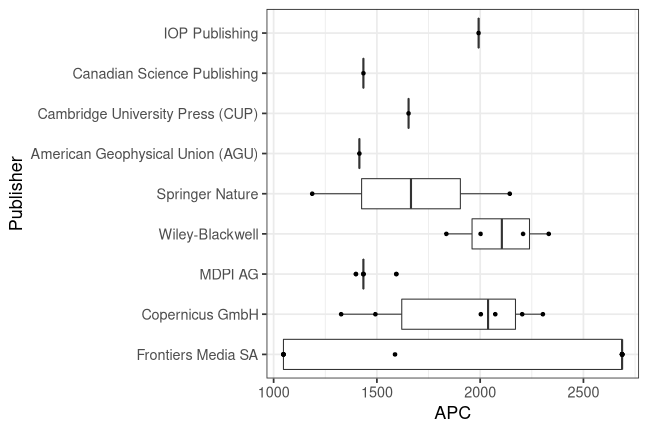 Publisher
IOP Publishing
Canadian Science Publishing
Cambridge University Press (CUP)
American Geophysical Union (AGU)
Springer Nature
Wiley-Blackwell
MDPI AG
Copernicus GmbH
Frontiers Media SA
1000 1500 2000 2500
APC